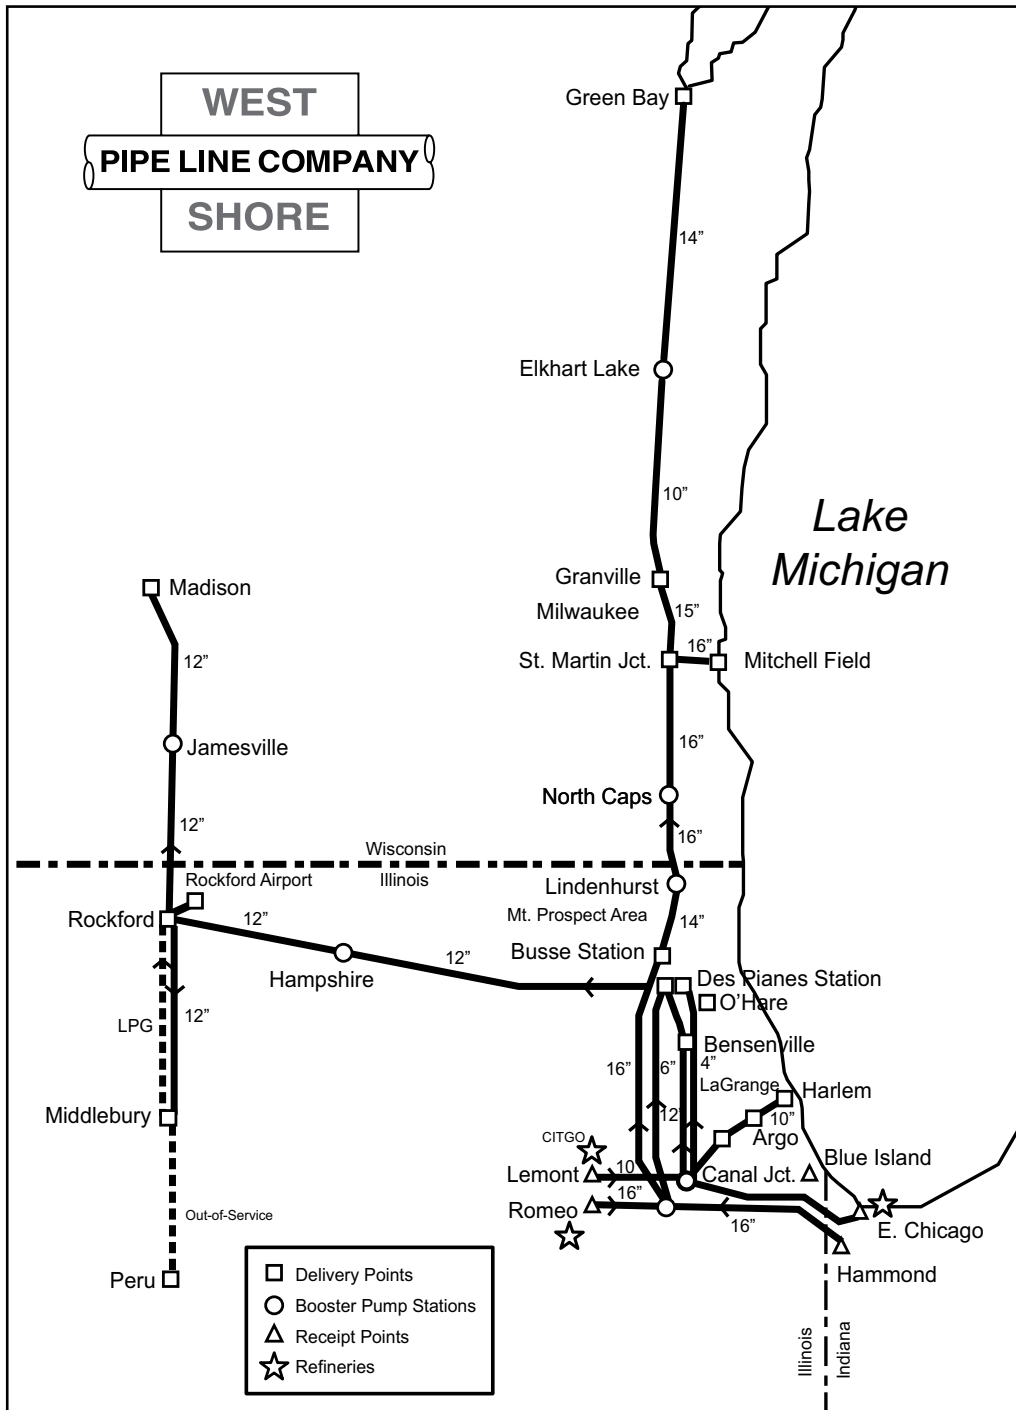 WEST
PIPE LINE COMPANY
SHORE
Green Bay
14”
Elkhart Lake
10”
Lake
Michigan
Granville
Milwaukee
15”
Madison
12”
St. Martin Jct.
16”
Mitchell Field
16”
Jamesville
North Caps
12”
16”
Wisconsin
Illinois
Rockford Airport
Lindenhurst
Rockford
12”
Mt. Prospect Area
14”
12”
Busse Station
Hampshire
Des Pianes Station
O’Hare
LPG
12”
Bensenville
16”
6”
4”
LaGrange
Harlem
Middlebury
12”
10”
Argo
CITGO
Blue Island
Lemont
10
Canal Jct.
Romeo
16”
16”
E. Chicago
Out-of-Service
Hammond
Peru
Delivery Points
Booster Pump Stations
Receipt Points
Refineries
Illinois
Indiana